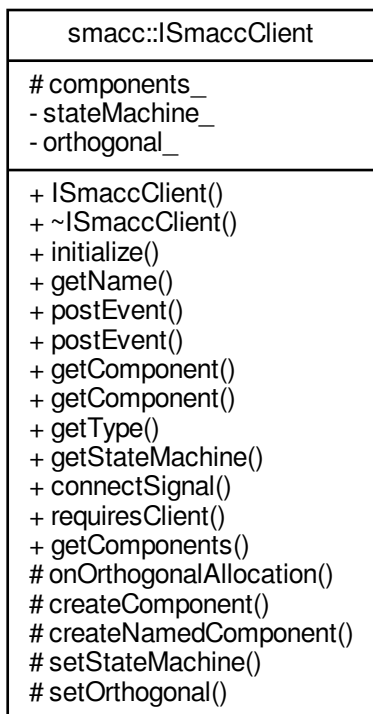 smacc::ISmaccClient
# components_
- stateMachine_
- orthogonal_
+ ISmaccClient()
+ ~ISmaccClient()
+ initialize()
+ getName()
+ postEvent()
+ postEvent()
+ getComponent()
+ getComponent()
+ getType()
+ getStateMachine()
+ connectSignal()
+ requiresClient()
+ getComponents()
# onOrthogonalAllocation()
# createComponent()
# createNamedComponent()
# setStateMachine()
# setOrthogonal()